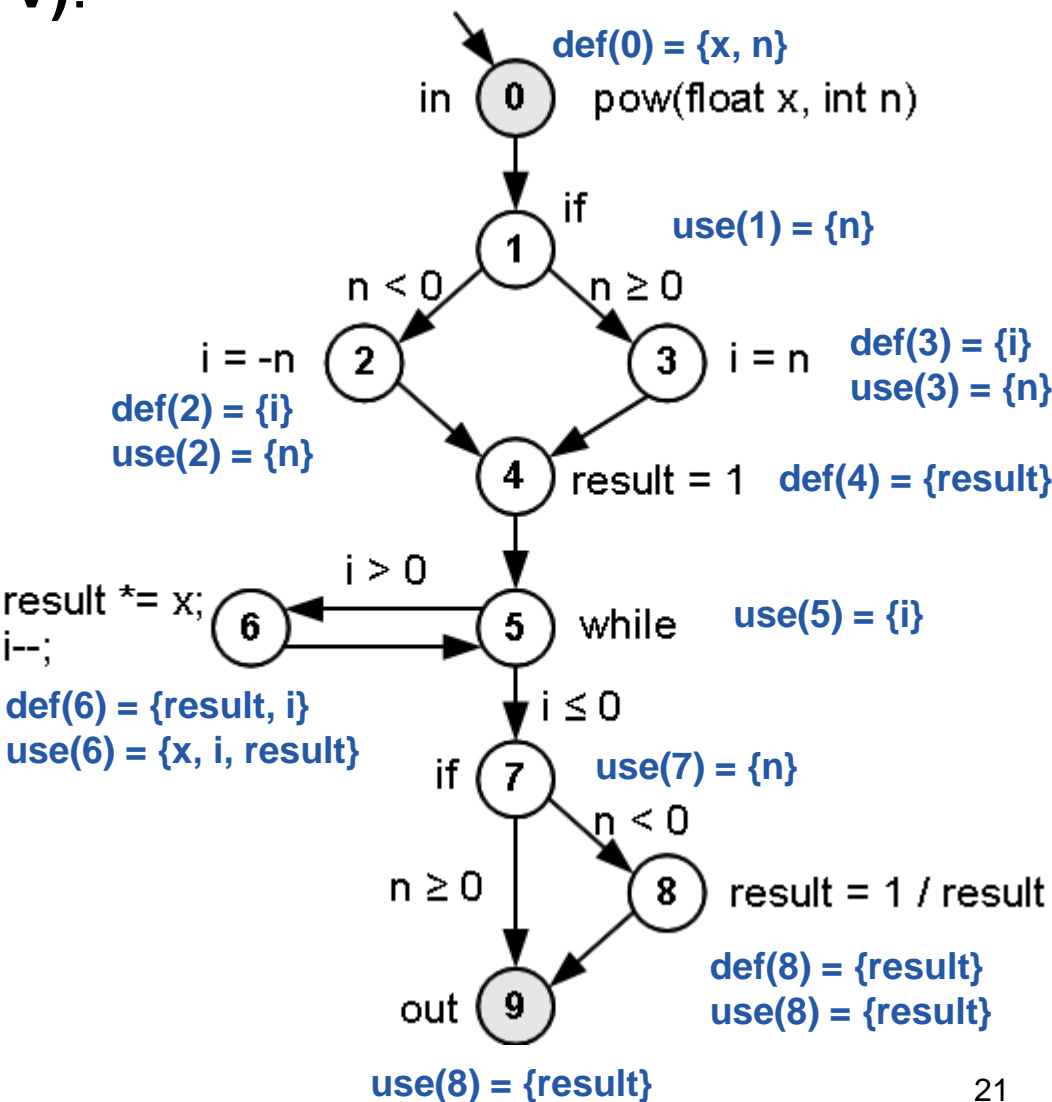 def(0) = {x, n}
in 0 pow(float x, int n)
if
1 use(1) = {n}
n < 0 n ≥ 0
i = -n 2 3 i = n
def(3) = {i}
use(3) = {n}
def(2) = {i}
use(2) = {n}
4 result = 1 def(4) = {result}
i > 0
result *= x;
i--;
6 5 while use(5) = {i}
def(6) = {result, i}
use(6) = {x, i, result}
i ≤ 0
if 7 use(7) = {n}
n < 0
n ≥ 0 8 result = 1 / result
def(8) = {result}
use(8) = {result}
out 9
use(8) = {result}
21